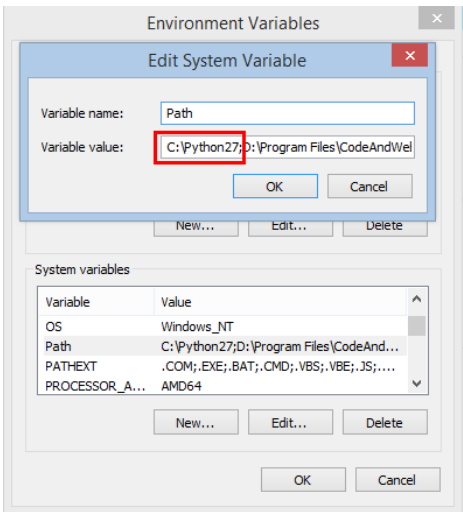 Environment Variables
Edit System Variable
Variable name: Path
Variable value: C:\Python27;D:\Program Files\CodeAndWel
OK Cancel
New... Edit... Delete
System variables
Variable Value
OS Windows_NT
Path C:\Python27;D:\Program Files\CodeAnd...
PATHEXT .COM;.EXE;.BAT;.CMD;.VBS;.VBE;.JS;....
PROCESSOR_A... AMD64
New... Edit... Delete
OK Cancel